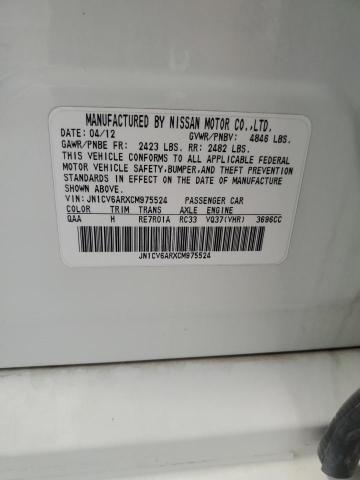 MANUFACTURED BY NISSAN MOTOR CO.,LTD.
DATE: 04/12 GVWR/PNBV: 4846 LBS.
GAWR/PNBE FR: 2423 LBS. RR: 2482 LBS.
THIS VEHICLE CONFORMS TO ALL APPLICABLE FEDERAL
MOTOR VEHICLE SAFETY,BUMPER,AND THEFT PREVENTION
STANDARDS IN EFFECT ON THE DATE OF MANUFACTURE
SHOWN ABOVE.
VIN: JN1CV6ARXCM975524 PASSENGER CAR
COLOR TRIM TRANS AXLE ENGINE
QAA H RE7R01A RC33 VQ37(VHR) 3696CC
JN1CV6ARXCM975524